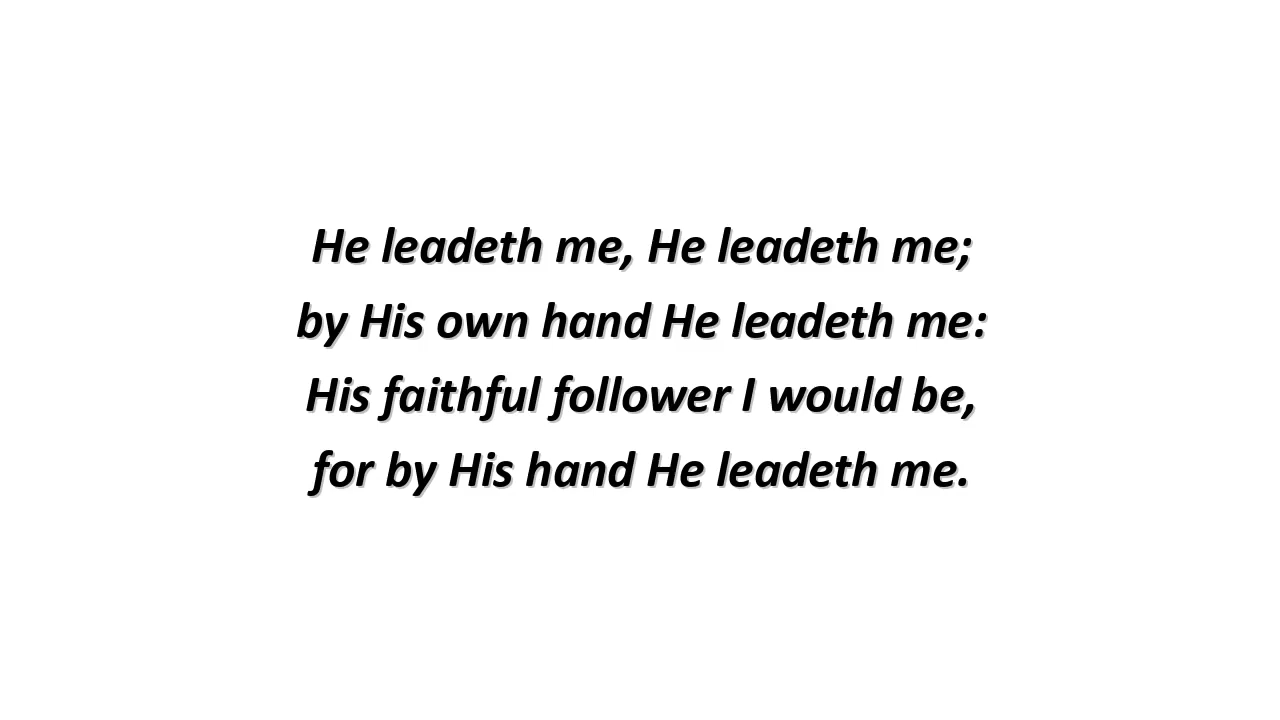 He leadeth me, He leadeth me;
by His own hand He leadeth me:
His faithful follower I would be,
for by His hand He leadeth me.